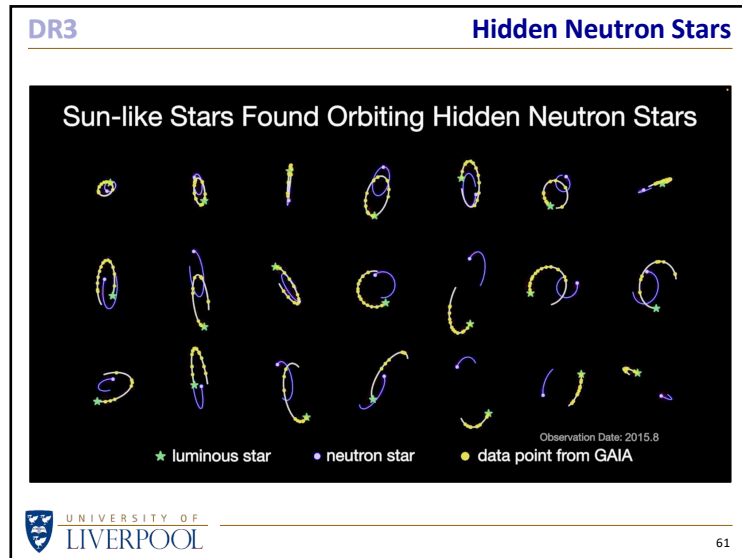 DR3
Hidden Neutron Stars
Sun-like Stars Found Orbiting Hidden Neutron Stars
Observation Date: 2015.8
luminous star
neutron star
data point from GAIA
UNIVERSITY OF
LIVERPOOL
61